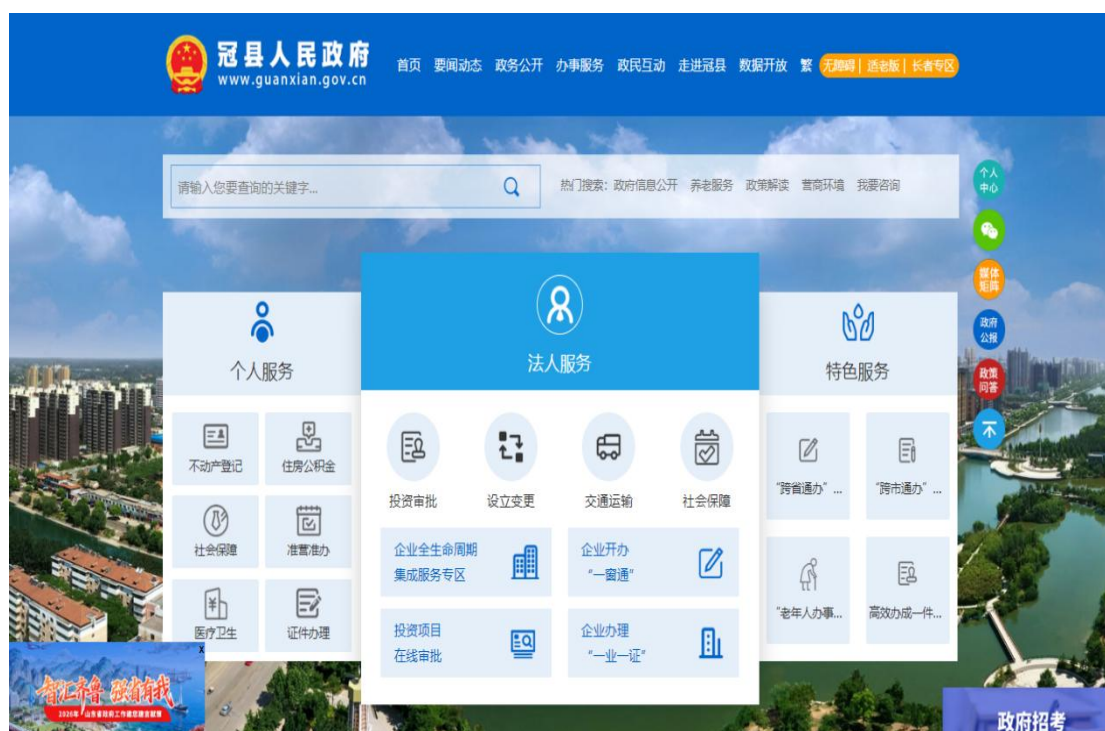 冠县人民政府
www.guanxian.gov.cn
首页 要闻动态 政务公开 办事服务 政民互动 走进冠县 数据开放 繁 无障碍 | 适老版 | 长者专区
请输入您要查询的关键字...
热门搜索: 政府信息公开 养老服务 政策解读 营商环境 我要咨询
个人
中心
媒体
矩阵
政府
公报
政策
问答
个人服务
不动产登记
住房公积金
社会保障
准营准办
医疗卫生
证件办理
法人服务
投资审批
设立变更
交通运输
社会保障
企业全生命周期
集成服务专区
企业开办
“一窗通”
投资项目
在线审批
企业办理
“一业一证”
特色服务
“跨省通办” ...
“跨市通办” ...
“老年人办事...
高效办成一件...
x
智汇齐鲁 强省有我
政府招考